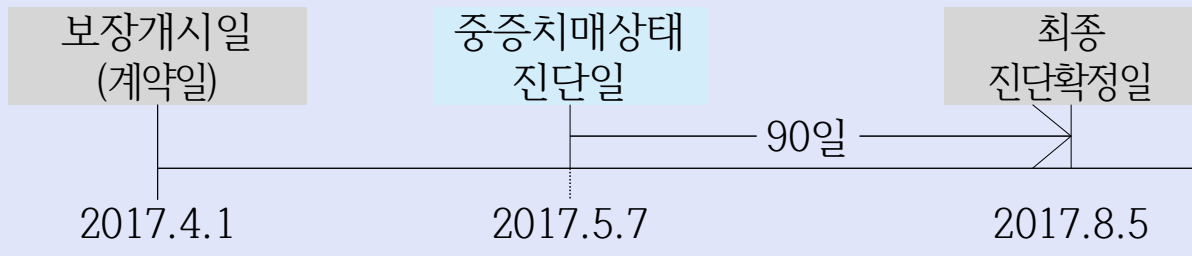 보장개시일
(계약일)
중증치매상태
진단일
최종
진단확정일
90일
2017.4.1
2017.5.7
2017.8.5